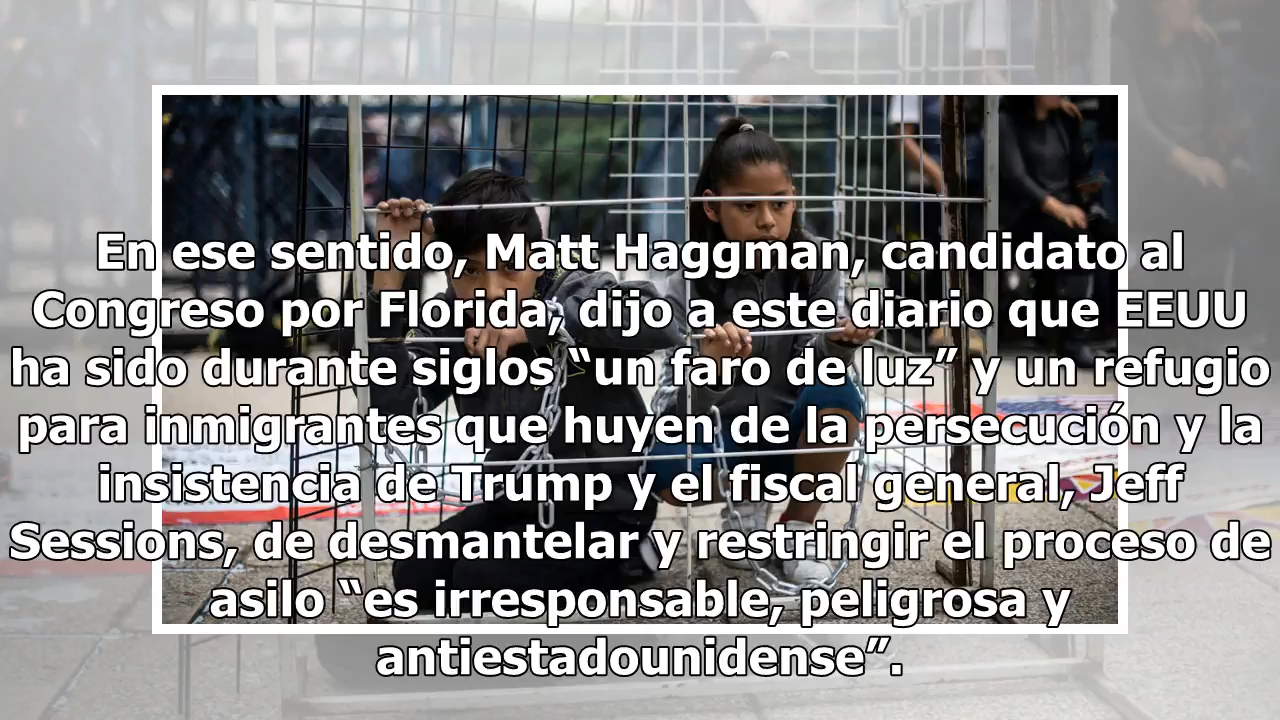 En ese sentido, Matt Haggman, candidato al
Congreso por Florida, dijo a este diario que EEUU
ha sido durante siglos “un faro de luz” y un refugio
para inmigrantes que huyen de la persecución y la
insistencia de Trump y el fiscal general, Jeff
Sessions, de desmantelar y restringir el proceso de
asilo “es irresponsable, peligrosa y
antiestadounidense”.